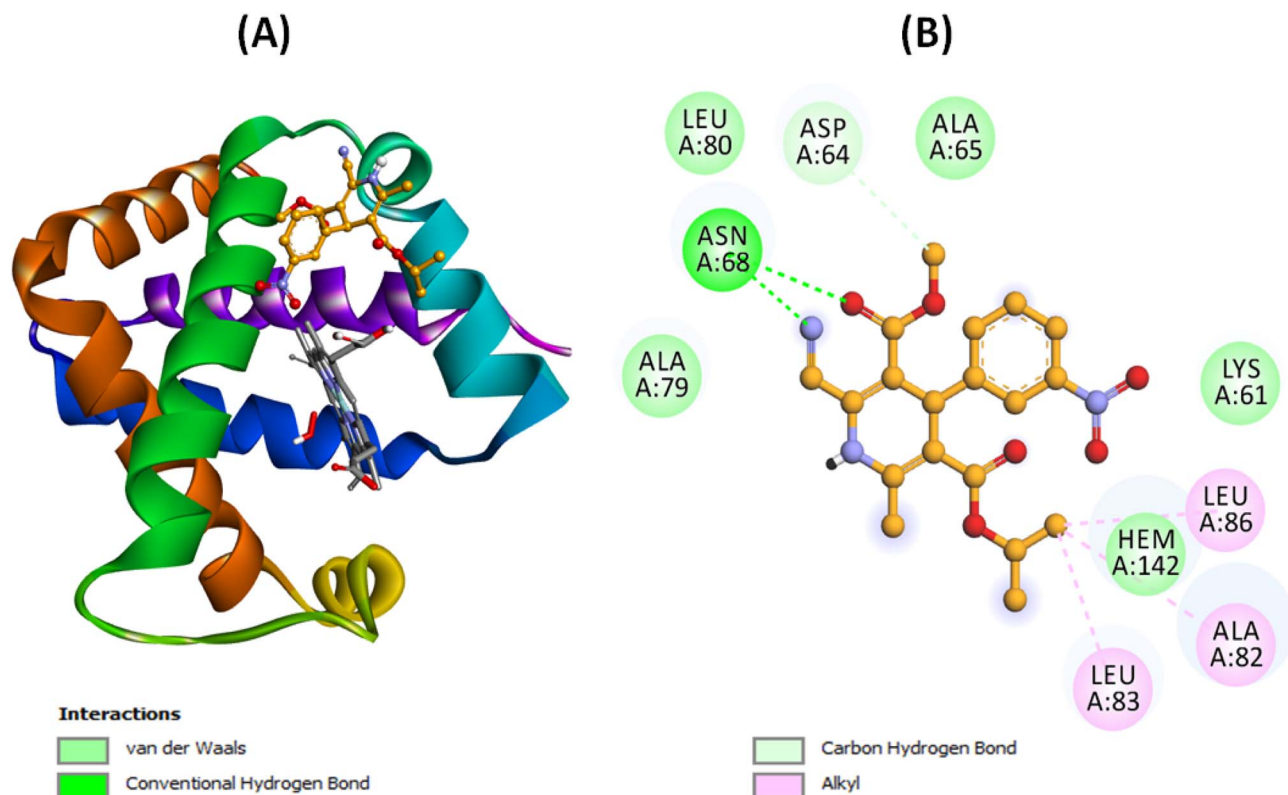 (A)
(B)
LEU
A:80
ASP
A:64
ALA
A:65
ASN
A:68
ALA
A:79
LYS
A:61
LEU
A:86
HEM
A:142
ALA
A:82
LEU
A:83
Interactions
van der Waals
Conventional Hydrogen Bond
Carbon Hydrogen Bond
Alkyl